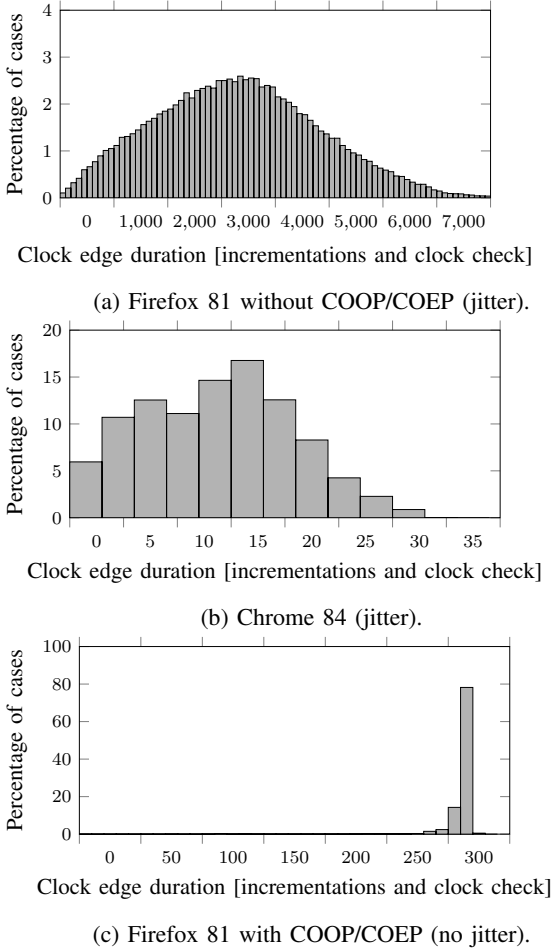 4
3
2
1
0
Percentage of cases
0 1,000 2,000 3,000 4,000 5,000 6,000 7,000
Clock edge duration [incrementations and clock check]
(a) Firefox 81 without COOP/COEP (jitter).
20
15
10
5
0
Percentage of cases
0 5 10 15 20 25 30 35
Clock edge duration [incrementations and clock check]
(b) Chrome 84 (jitter).
100
80
60
40
20
0
Percentage of cases
0 50 100 150 200 250 300
Clock edge duration [incrementations and clock check]
(c) Firefox 81 with COOP/COEP (no jitter).